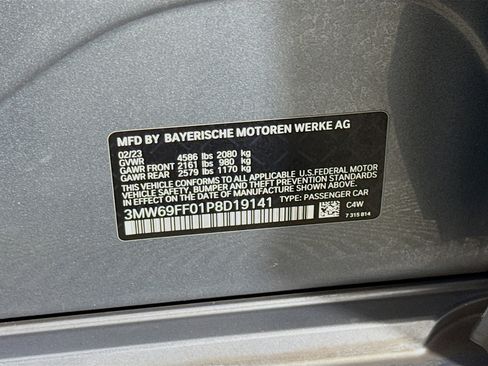 MFD BY BAYERISCHE MOTOREN WERKE AG
02/23
GVWR 4586 lbs 2080 kg
GAWR FRONT 2161 lbs 980 kg
GAWR REAR 2579 lbs 1170 kg
THIS VEHICLE CONFORMS TO ALL APPLICABLE U.S. FEDERAL MOTOR
VEHICLE SAFETY, BUMPER, AND THEFT PREVENTION STANDARDS
IN EFFECT ON THE DATE OF MANUFACTURE SHOWN ABOVE.
3MW69FF01P8D19141 TYPE: PASSENGER CAR
C4W
7 315 814